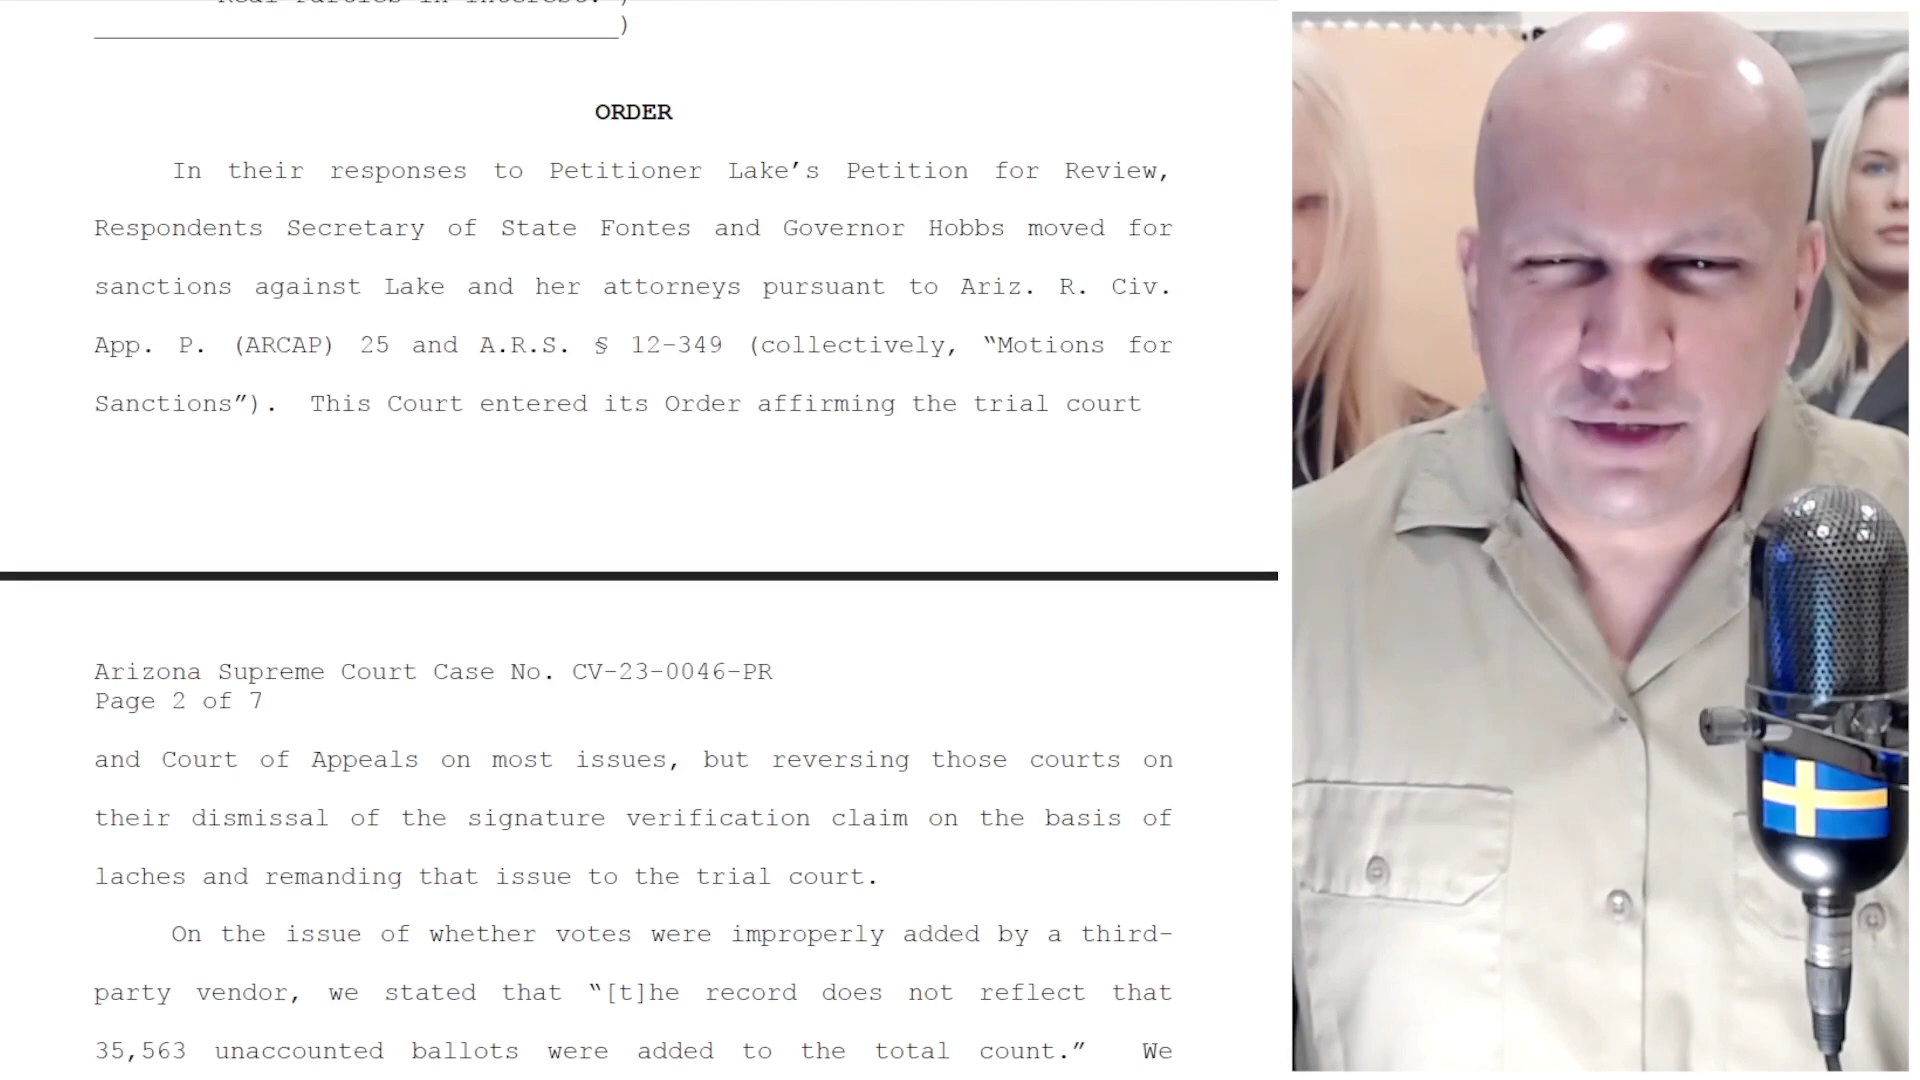 Real Parties in Interest. )
)
ORDER
In their responses to Petitioner Lake’s Petition for Review,
Respondents Secretary of State Fontes and Governor Hobbs moved for
sanctions against Lake and her attorneys pursuant to Ariz. R. Civ.
App. P. (ARCAP) 25 and A.R.S. § 12-349 (collectively, “Motions for
Sanctions”). This Court entered its Order affirming the trial court
Arizona Supreme Court Case No. CV-23-0046-PR
Page 2 of 7
and Court of Appeals on most issues, but reversing those courts on
their dismissal of the signature verification claim on the basis of
laches and remanding that issue to the trial court.
On the issue of whether votes were improperly added by a third-
party vendor, we stated that “[t]he record does not reflect that
35,563 unaccounted ballots were added to the total count.” We